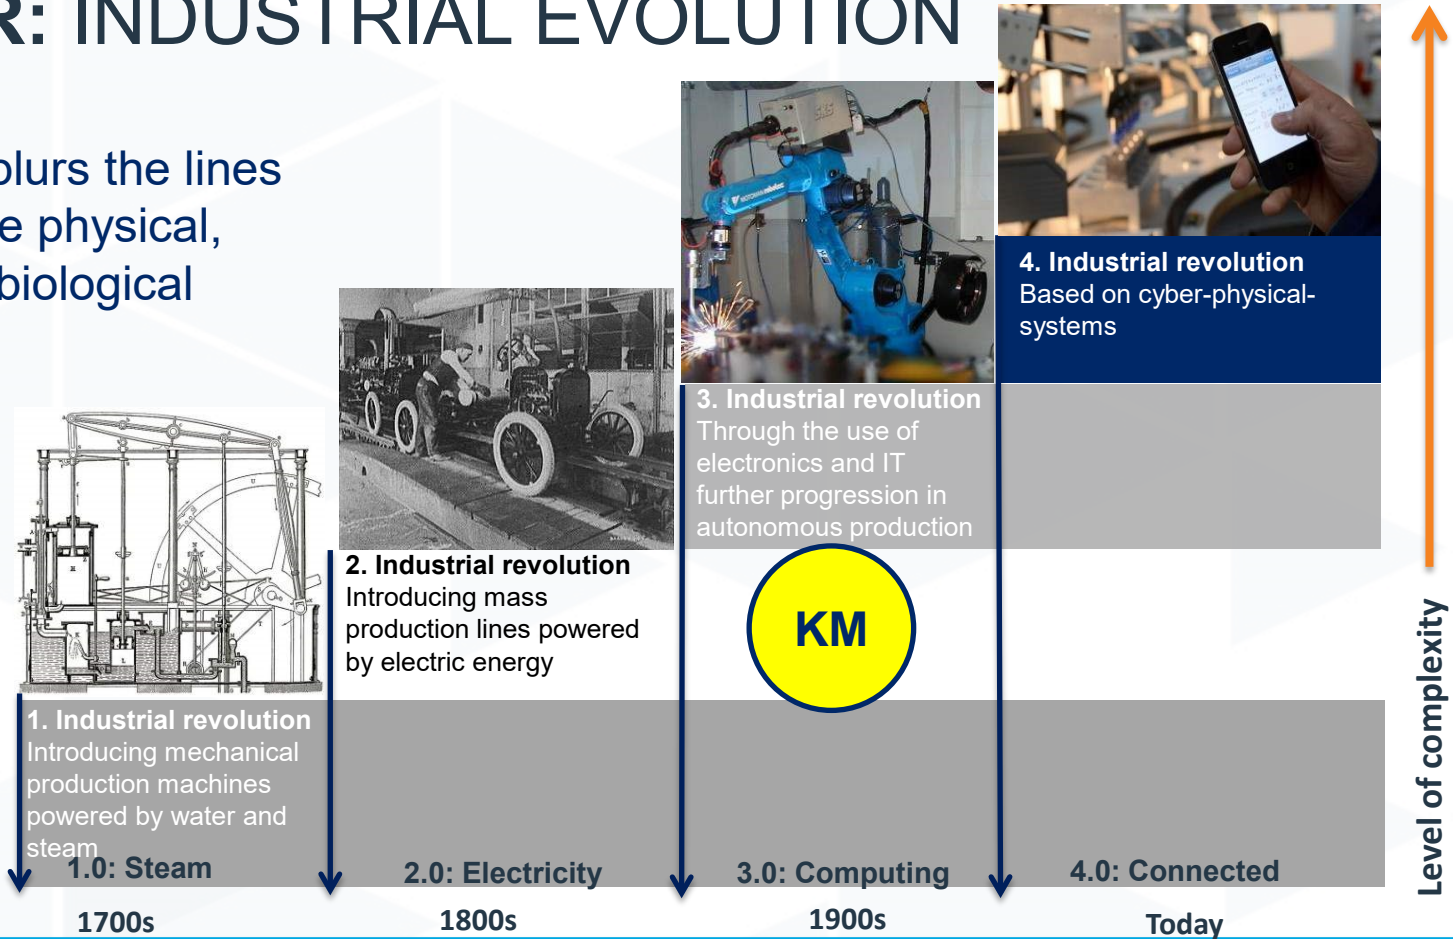 R: INDUSTRIAL EVOLUTION
blurs the lines
e physical,
biological
4. Industrial revolution
Based on cyber-physical-
systems
3. Industrial revolution
Through the use of
electronics and IT
further progression in
autonomous production
2. Industrial revolution
Introducing mass
production lines powered
by electric energy
KM
1. Industrial revolution
Introducing mechanical
production machines
powered by water and
steam
1.0: Steam
2.0: Electricity
3.0: Computing
4.0: Connected
1700s
1800s
1900s
Today
Level of complexity
SKS